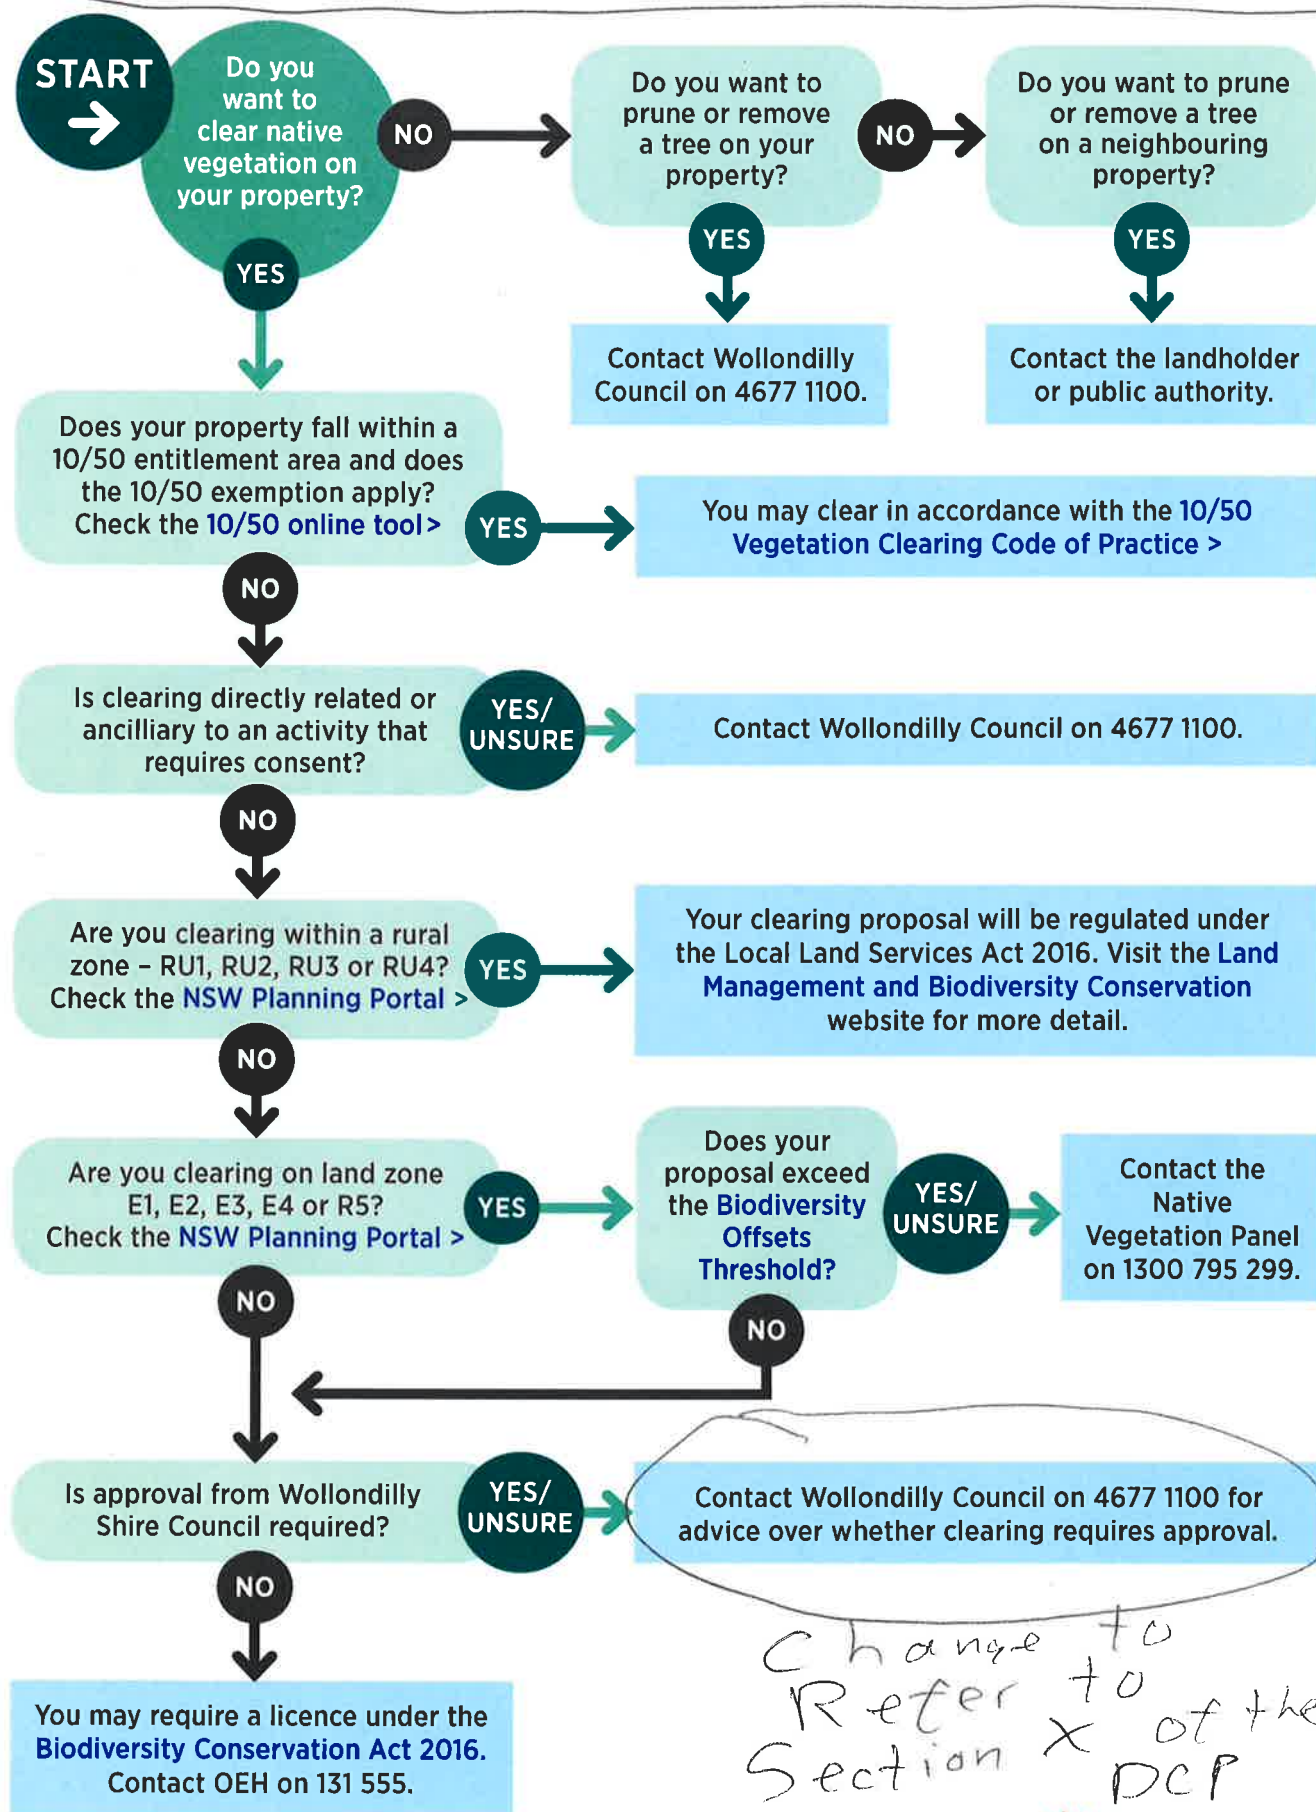 START
Do you
want to
clear native
vegetation on
your property?
NO
Do you want to
prune or remove
a tree on your
property?
NO
Do you want to prune
or remove a tree
on a neighbouring
property?
YES
YES
YES
Contact Wollondilly
Council on 4677 1100.
Contact the landholder
or public authority.
Does your property fall within a
10/50 entitlement area and does
the 10/50 exemption apply?
Check the 10/50 online tool >
YES
You may clear in accordance with the 10/50
Vegetation Clearing Code of Practice >
NO
Is clearing directly related or
ancilliary to an activity that
requires consent?
YES/
UNSURE
Contact Wollondilly Council on 4677 1100.
NO
Are you clearing within a rural
zone – RU1, RU2, RU3 or RU4?
Check the NSW Planning Portal >
YES
Your clearing proposal will be regulated under
the Local Land Services Act 2016. Visit the Land
Management and Biodiversity Conservation
website for more detail.
NO
Are you clearing on land zone
E1, E2, E3, E4 or R5?
Check the NSW Planning Portal >
YES
Does your
proposal exceed
the Biodiversity
Offsets
Threshold?
YES/
UNSURE
Contact the
Native
Vegetation Panel
on 1300 795 299.
NO
NO
Is approval from Wollondilly
Shire Council required?
YES/
UNSURE
Contact Wollondilly Council on 4677 1100 for
advice over whether clearing requires approval.
NO
You may require a licence under the
Biodiversity Conservation Act 2016.
Contact OEH on 131 555.
Change to
Refer to
Section X of the
DCP